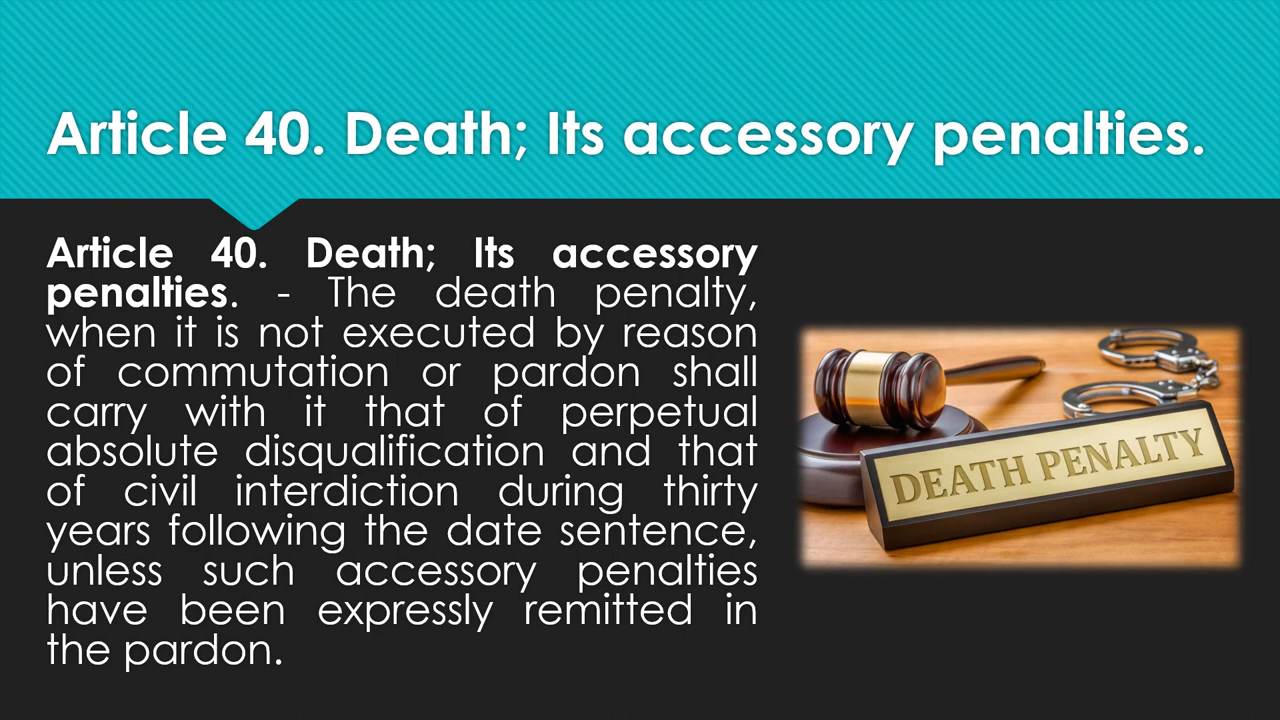 Article 40. Death; Its accessory penalties.
Article 40. Death; Its accessory
penalties. - The death penalty,
when it is not executed by reason
of commutation or pardon shall
carry with it that of perpetual
absolute disqualification and that
of civil interdiction during thirty
years following the date sentence,
unless such accessory penalties
have been expressly remitted in
the pardon.
DEATH PENALTY